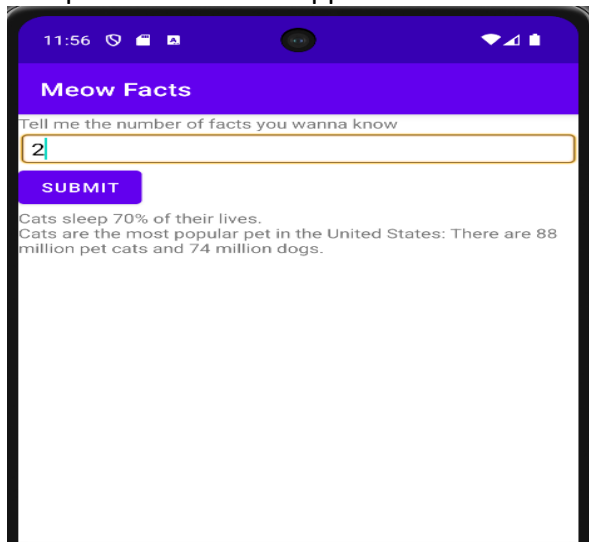 11:56
Meow Facts
Tell me the number of facts you wanna know
2
SUBMIT
Cats sleep 70% of their lives.
Cats are the most popular pet in the United States: There are 88
million pet cats and 74 million dogs.